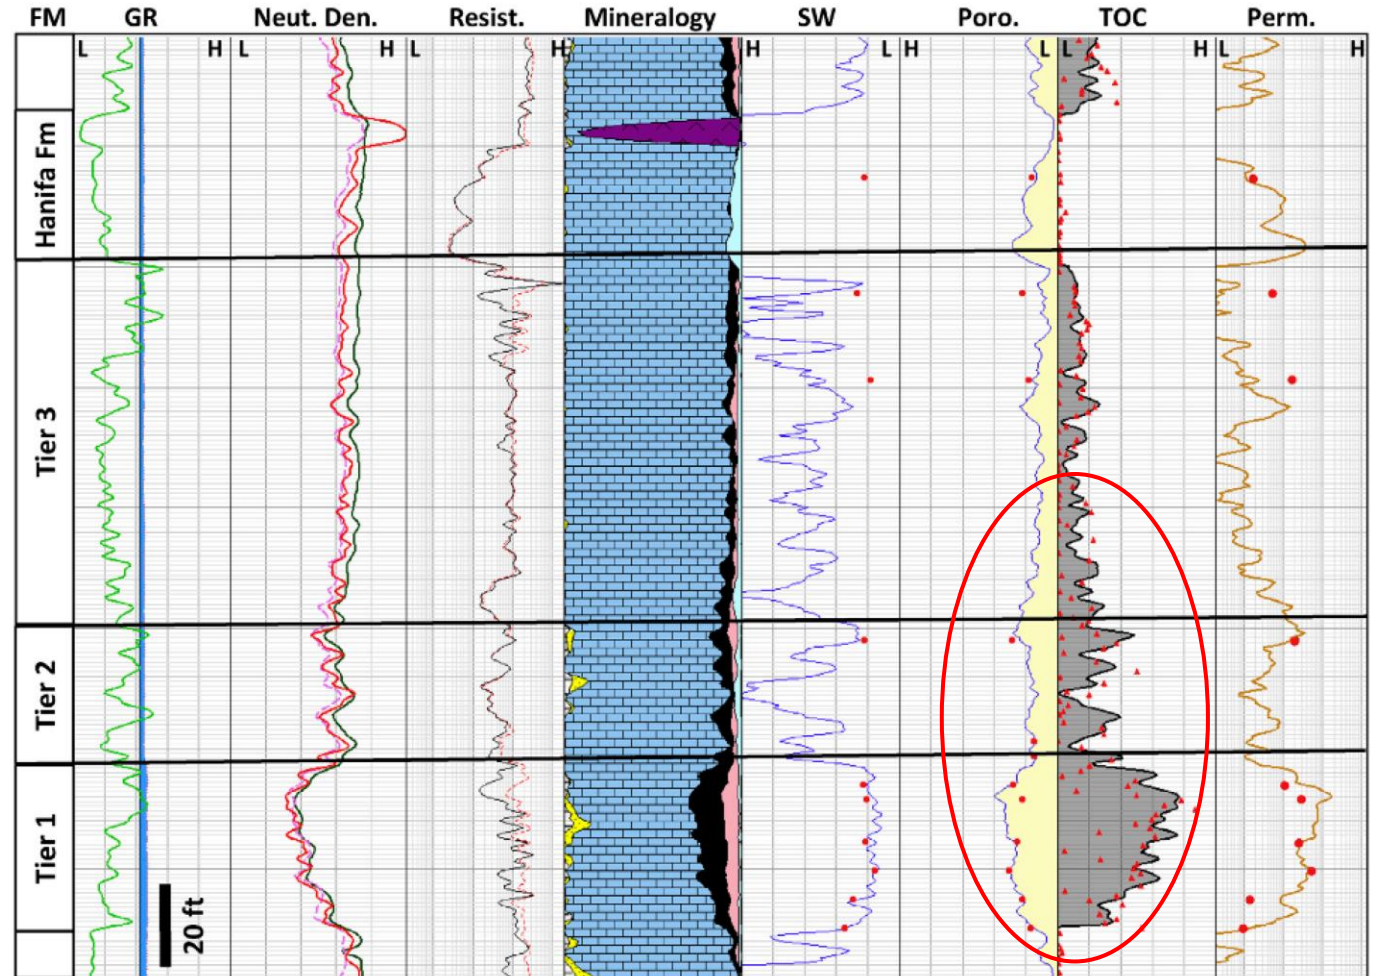 FM GR Neut. Den. Resist. Mineralogy SW Poro. TOC Perm.
L H L H L H H L H L L H L H
Hanifa Fm
Tier 3
Tier 2
Tier 1
20 ft